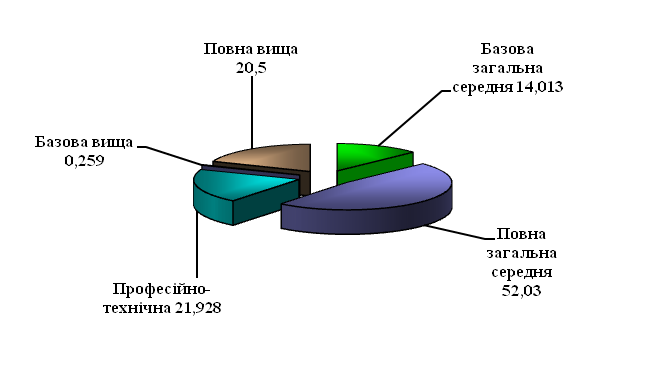 Повна вища
20,5
Базова
загальна
середня 14,013
Базова вища
0,259
Повна
загальна
середня
52,03
Професійно-
технічна 21,928